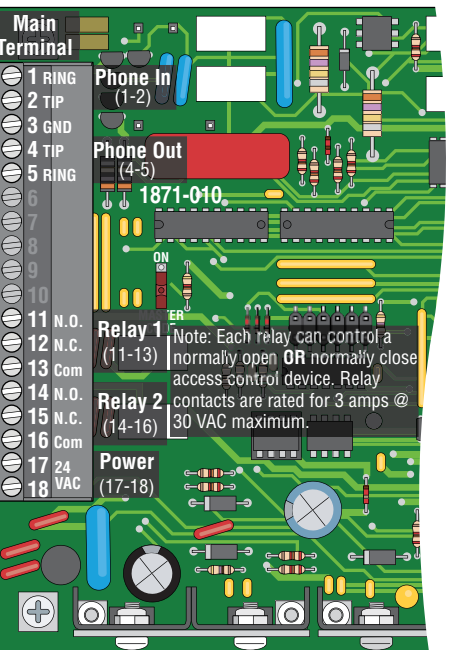 Main
Terminal
1 RING
2 TIP
3 GND
4 TIP
5 RING
6
7
8
9
10
11 N.O.
12 N.C.
13 Com
14 N.O.
15 N.C.
16 Com
17 24
18 VAC
Phone In
(1-2)
Phone Out
(4-5)
1871-010
ON
Relay 1
(11-13)
Relay 2
(14-16)
Power
(17-18)
Note: Each relay can control a
normally open OR normally close
access control device. Relay
contacts are rated for 3 amps @
30 VAC maximum.